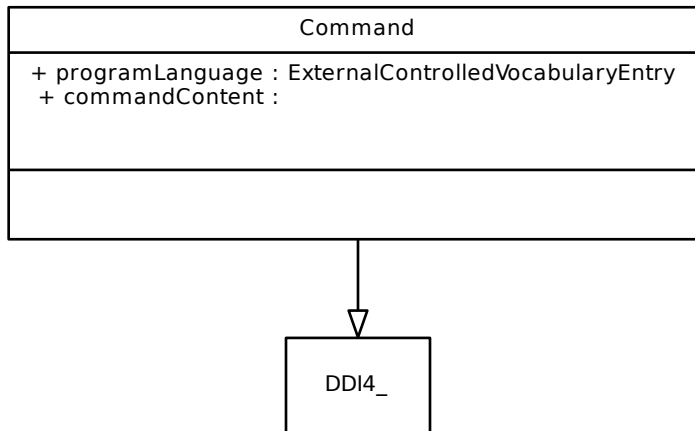 Command
+ programLanguage : ExternalControlledVocabularyEntry
+ commandContent :
DDI4_